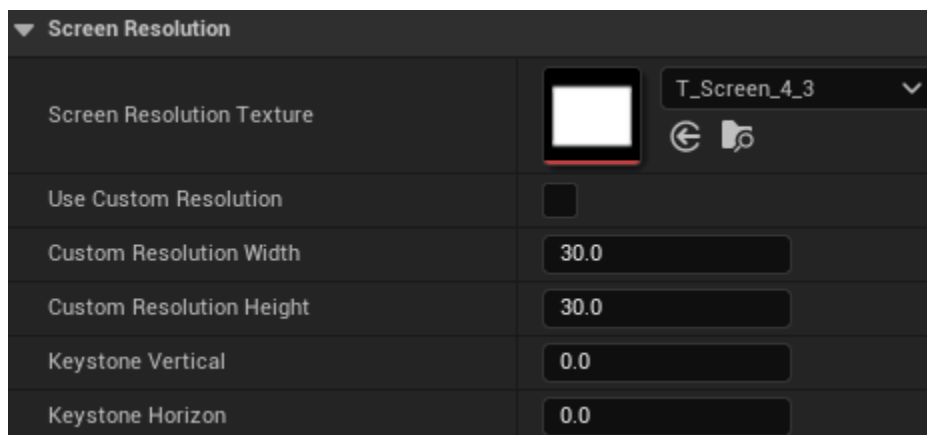 Screen Resolution
Screen Resolution Texture
T_Screen_4_3
Use Custom Resolution
Custom Resolution Width
30.0
Custom Resolution Height
30.0
Keystone Vertical
0.0
Keystone Horizon
0.0